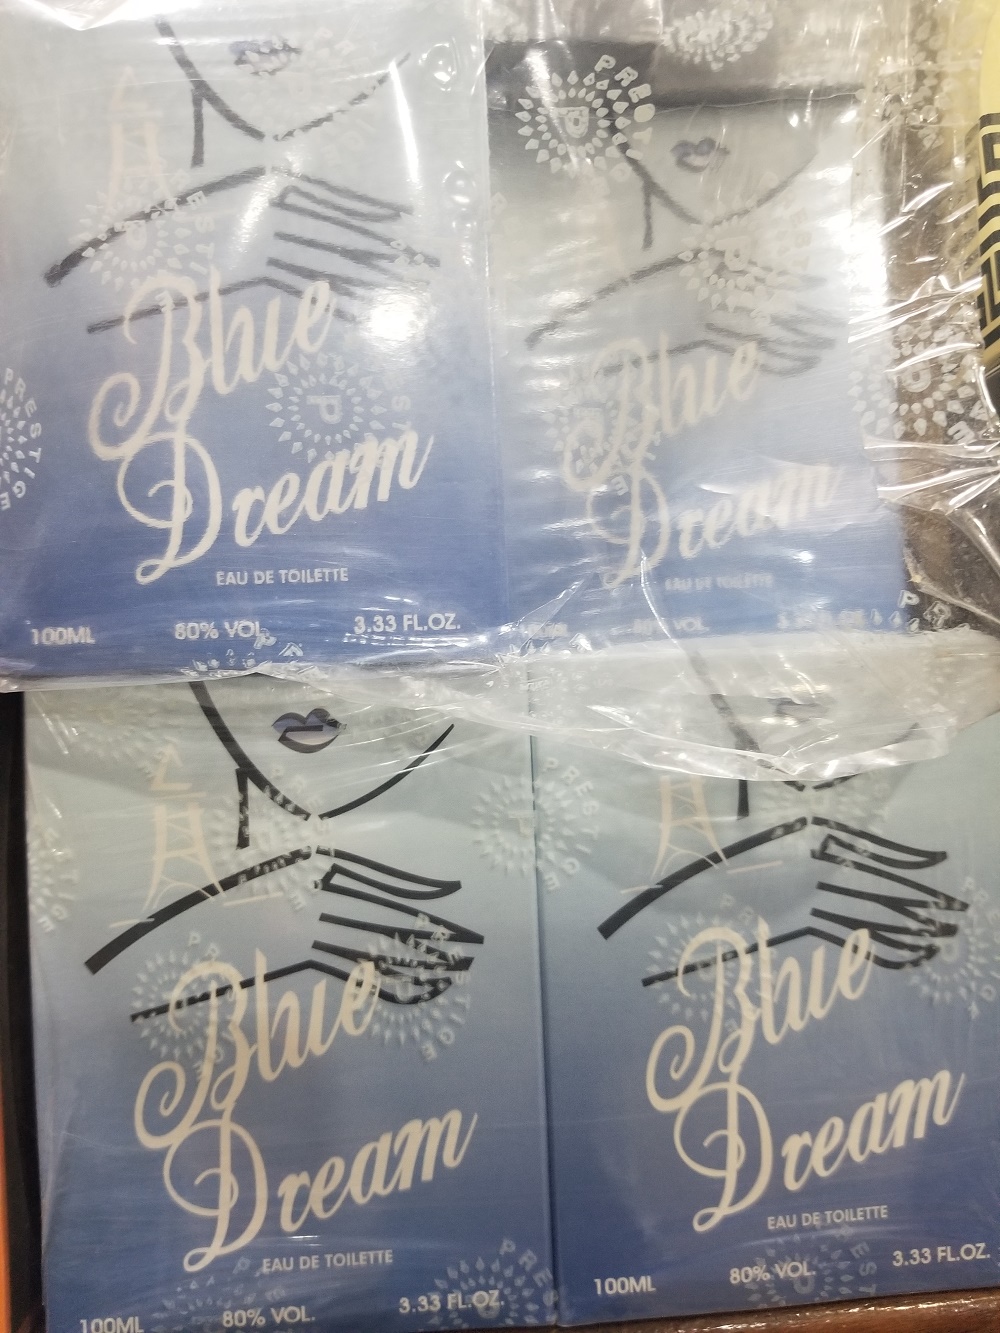 Blue
Dream
EAU DE TOILETTE
100ML 80% VOL. 3.33 FL.OZ.
Blue
Dream
EAU DE TOILETTE
VOL.
Blue
Dream
EAU DE TOILETTE
100ML 80% VOL. 3.33 FL.OZ.
Blue
Dream
EAU DE TOILETTE
100ML 80% VOL. 3.33 FL.OZ.
PRESTIGE
P